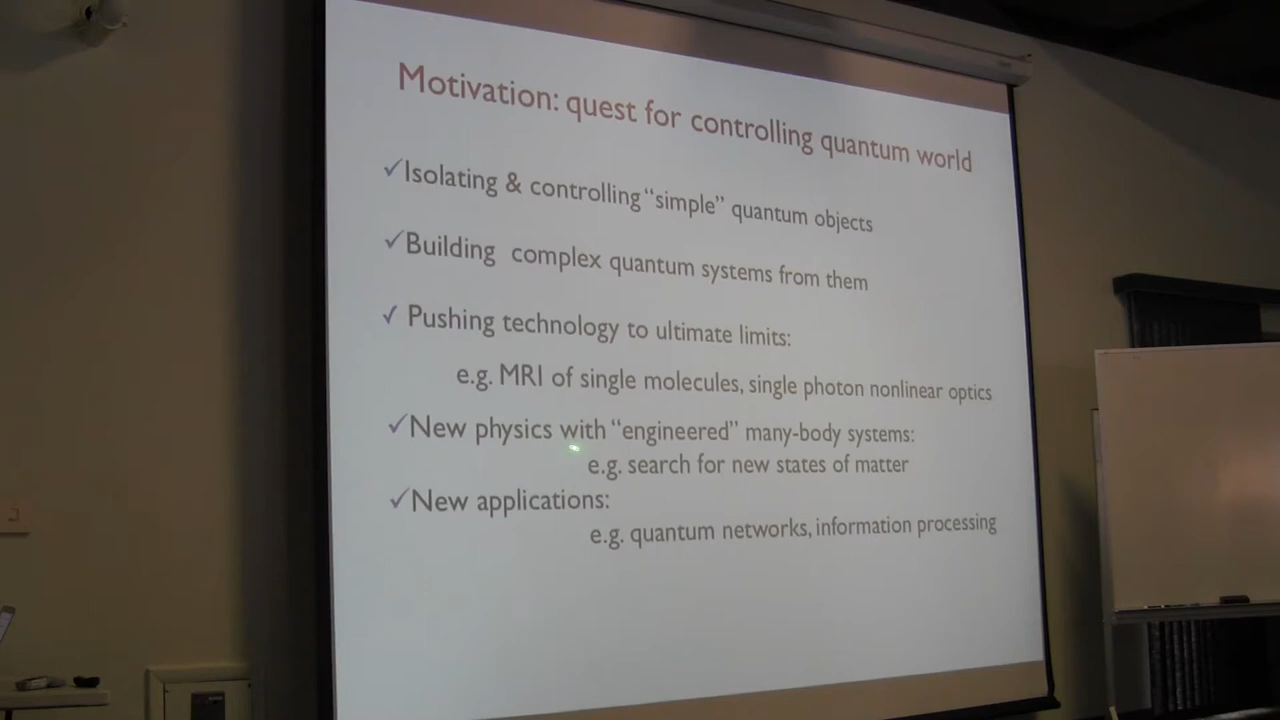 Motivation: quest for controlling quantum world
✓Isolating & controlling “simple” quantum objects
✓Building complex quantum systems from them
✓ Pushing technology to ultimate limits:
e.g. MRI of single molecules, single photon nonlinear optics
✓New physics with “engineered” many-body systems:
e.g. search for new states of matter
✓New applications:
e.g. quantum networks, information processing